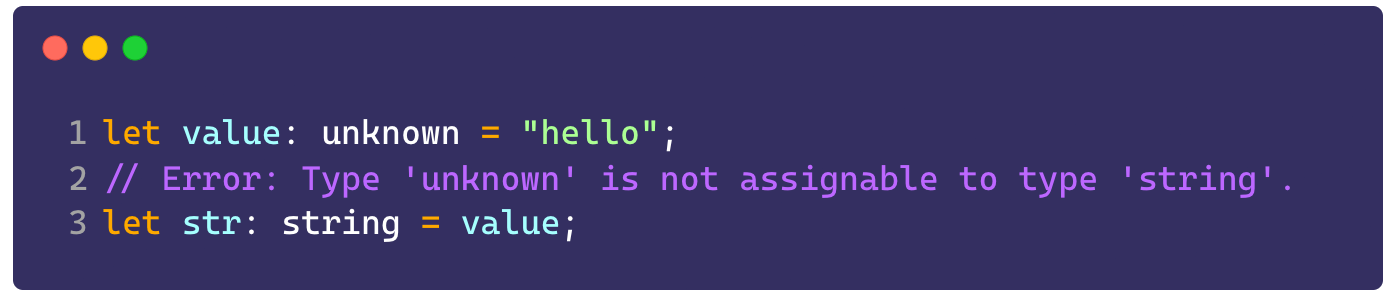 1 let value: unknown = "hello";
2 // Error: Type 'unknown' is not assignable to type 'string'.
3 let str: string = value;